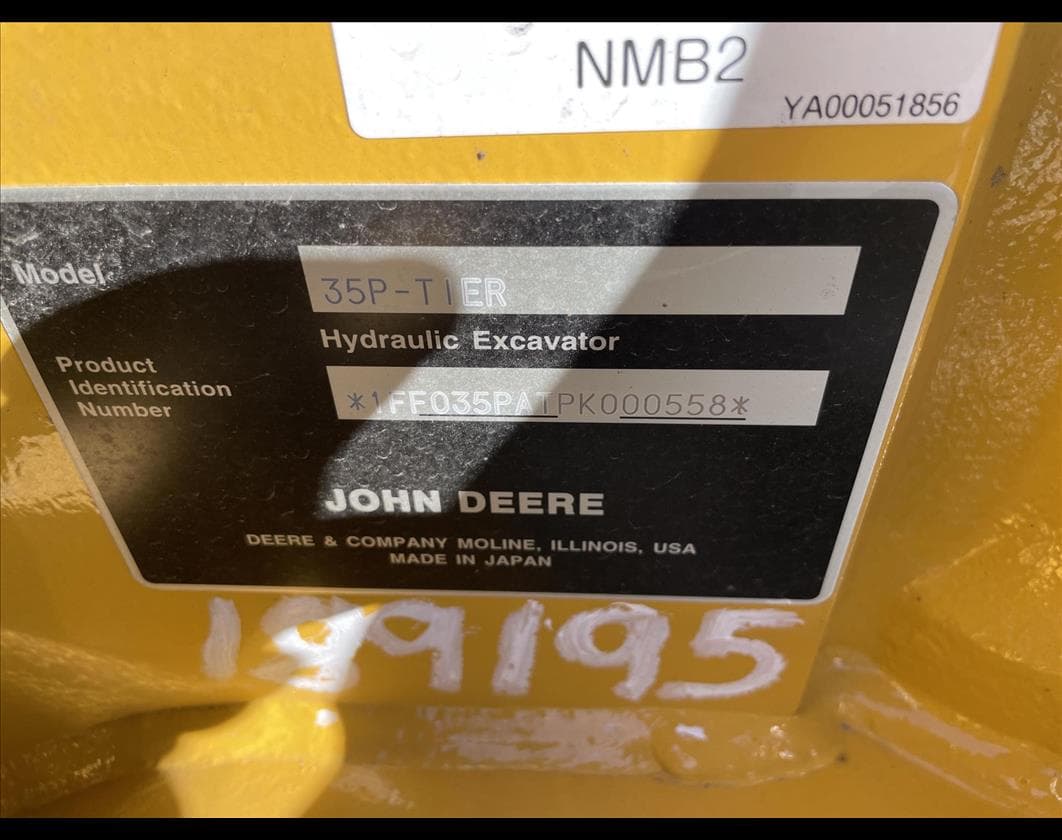 NMB2
YA00051856
Model
35P-TIER
Hydraulic Excavator
Product
Identification
Number
*1FF035PATPK000558*
JOHN DEERE
DEERE & COMPANY MOLINE, ILLINOIS, USA
MADE IN JAPAN
199195